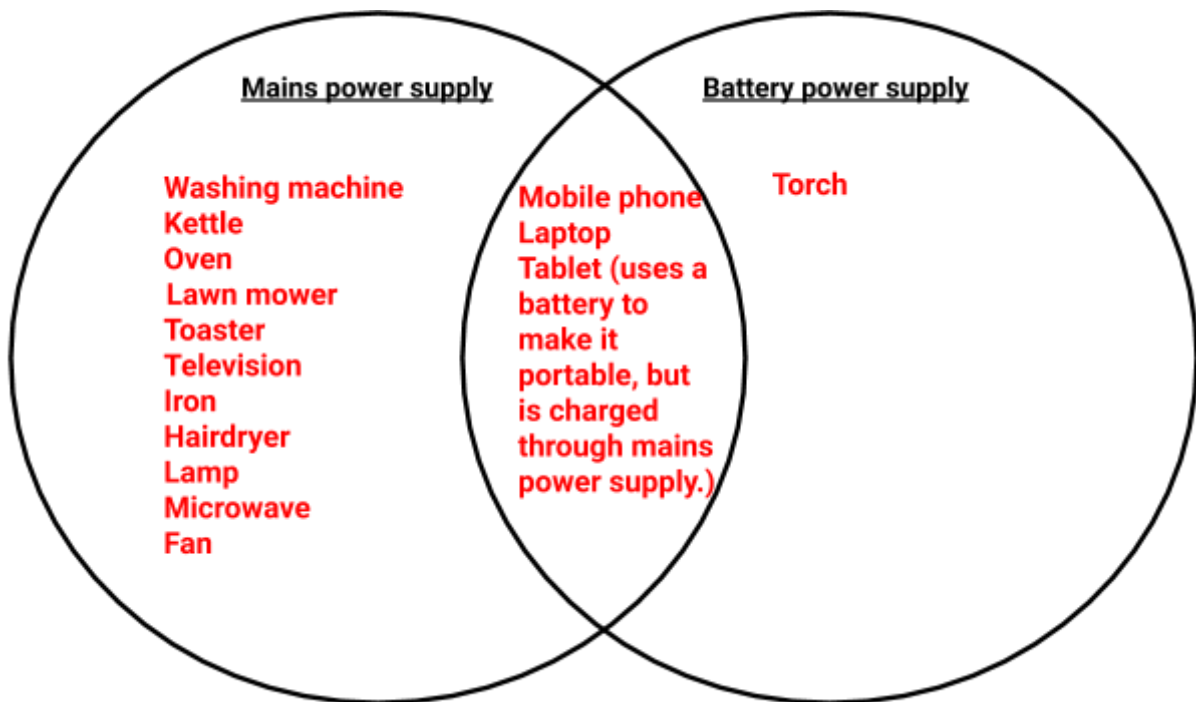 Mains power supply
Battery power supply
Washing machine
Kettle
Oven
Lawn mower
Toaster
Television
Iron
Hairdryer
Lamp
Microwave
Fan
Mobile phone
Laptop
Tablet (uses a
battery to
make it
portable, but
is charged
through mains
power supply.)
Torch